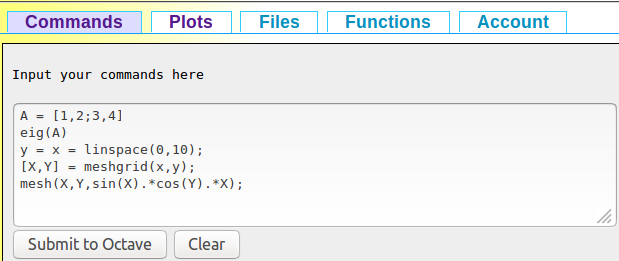 Commands Plots Files Functions Account
Input your commands here
A = [1,2;3,4]
eig(A)
y = x = linspace(0,10);
[X,Y] = meshgrid(x,y);
mesh(X,Y,sin(X).*cos(Y).*X);
Submit to Octave Clear